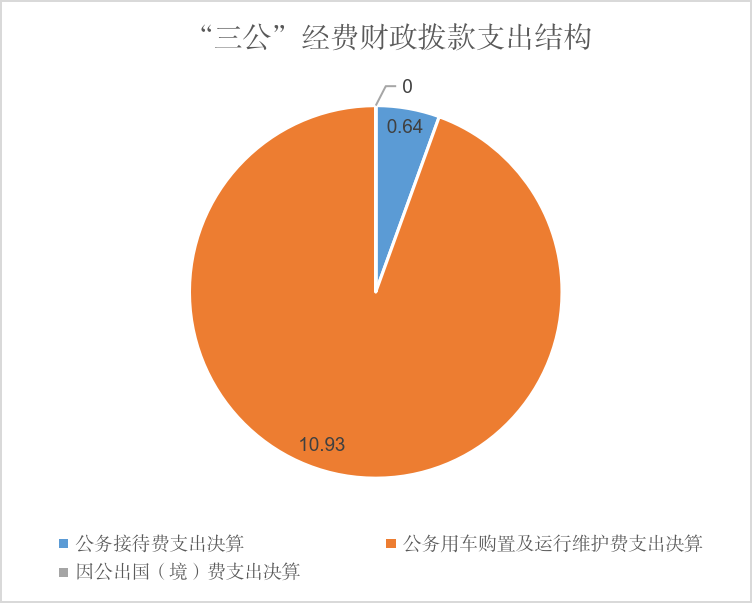 “三公”经费财政拨款支出结构
0
0.64
10.93
公务接待费支出决算
公务用车购置及运行维护费支出决算
因公出国（境）费支出决算